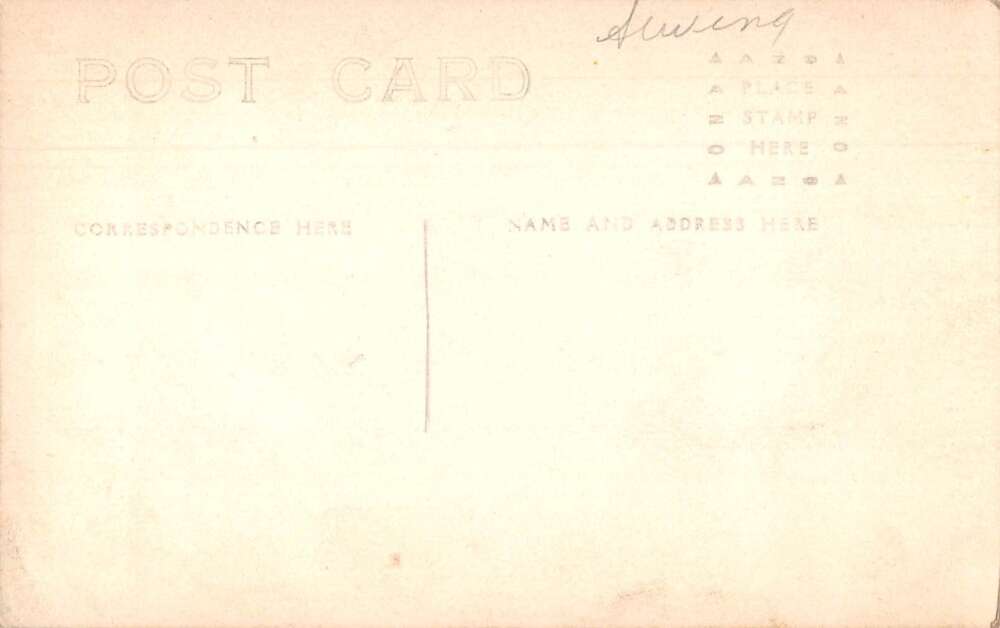 Sewing
POST CARD
A Z O
PLACE
STAMP
HERE
CORRESPONDENCE HERE
NAME AND ADDRESS HERE